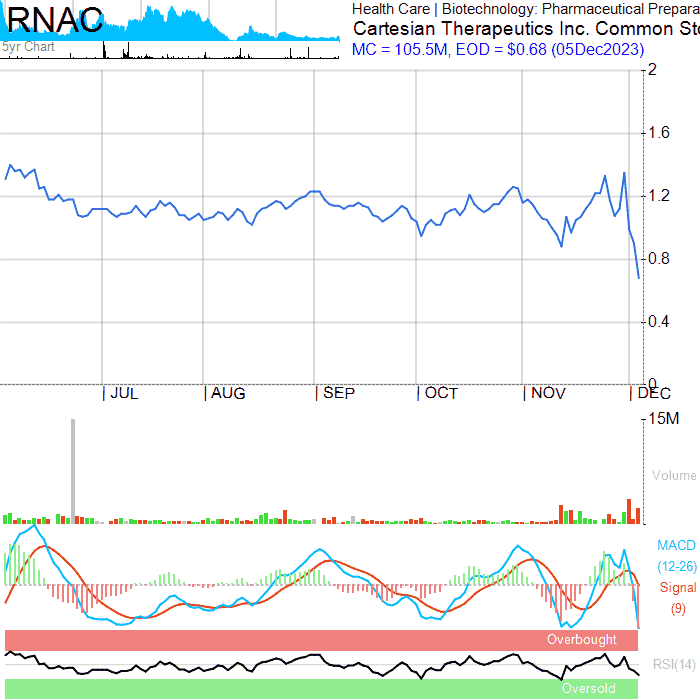 RNAC
5yr Chart
Health Care | Biotechnology: Pharmaceutical Prepara
Cartesian Therapeutics Inc. Common Sto
MC = 105.5M, EOD = $0.68 (05Dec2023)
2
1.6
1.2
0.8
0.4
0
JUL AUG SEP OCT NOV DEC
15M
Volume
MACD
(12-26)
Signal
(9)
Overbought
RSI(14)
Oversold